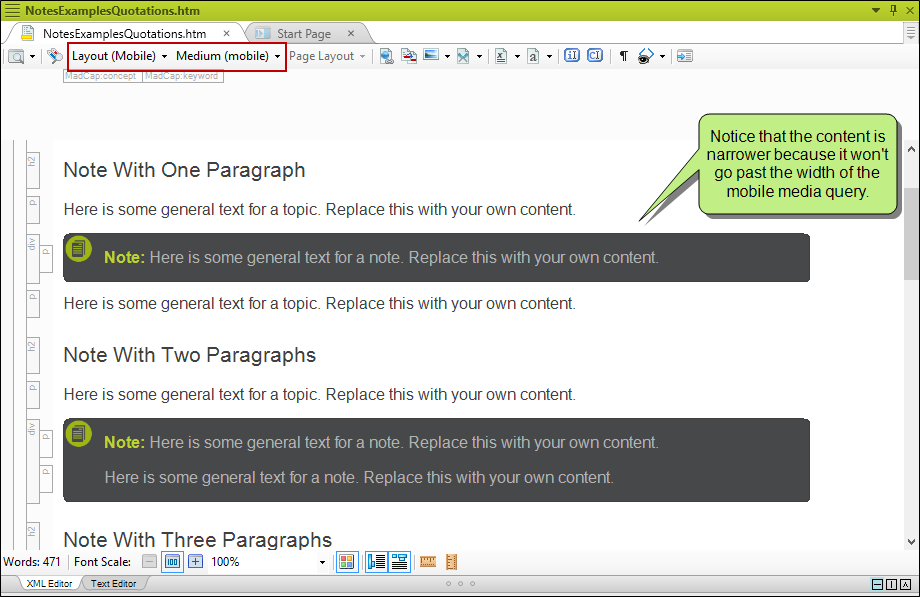 NotesExamplesQuotations.htm
NotesExamplesQuotations.htm Start Page
Layout (Mobile) Medium (mobile) Page Layout
MadCap:concept MadCap:keyword
Notice that the content is
narrower because it won't
go past the width of the
mobile media query.
h2
Note With One Paragraph
p
Here is some general text for a topic. Replace this with your own content.
div
p
Note: Here is some general text for a note. Replace this with your own content.
p
Here is some general text for a topic. Replace this with your own content.
h2
Note With Two Paragraphs
p
Here is some general text for a topic. Replace this with your own content.
div
p
Note: Here is some general text for a note. Replace this with your own content.
p
Here is some general text for a note. Replace this with your own content.
h2
Note With Three Paragraphs
Words: 471 Font Scale: 100 100%
XML Editor Text Editor